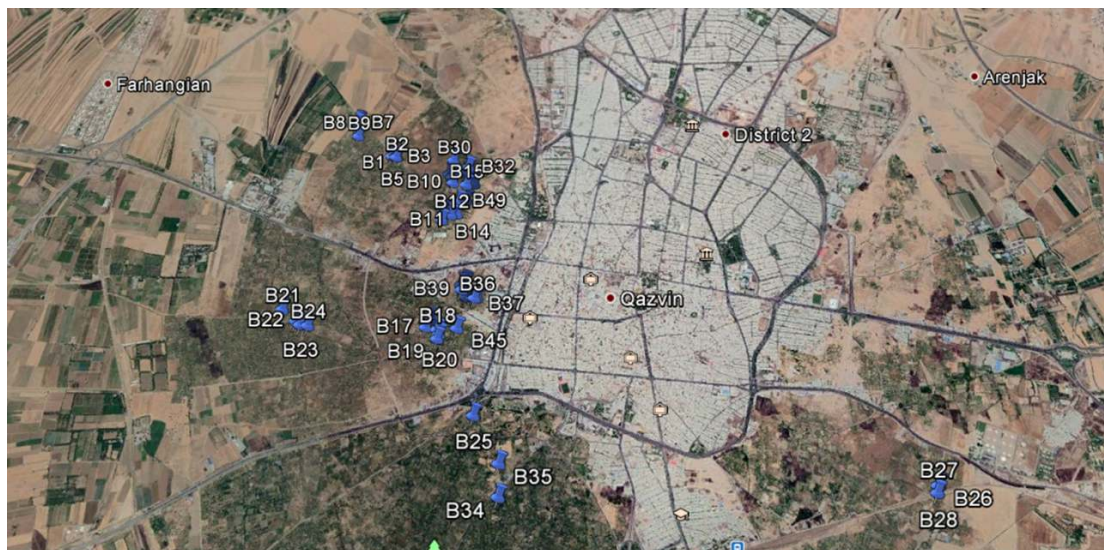 Farhangian
Arenjak
B8 B9 B7
District 2
B2
B30
B1
B3
B15
B32
B5
B10
B12
B49
B11
B14
B39
B36
B37
Qazvin
B21
B22
B24
B18
B17
B45
B23
B19
B20
B25
B35
B27
B34
B26
B28